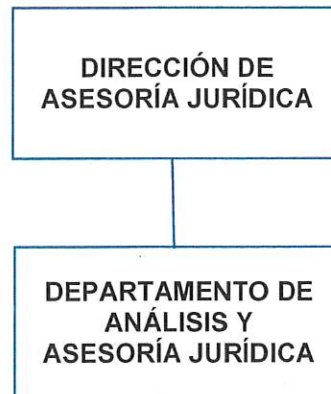 DIRECCIÓN DE
ASESORÍA JURÍDICA
DEPARTAMENTO DE
ANÁLISIS Y
ASESORÍA JURÍDICA